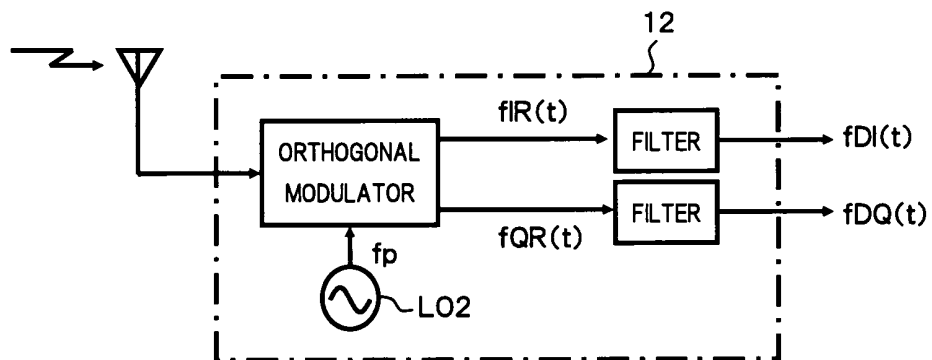 12
fIR(t)
ORTHOGONAL
MODULATOR
FILTER
fDI(t)
FILTER
fDQ(t)
fQR(t)
fp
LO2